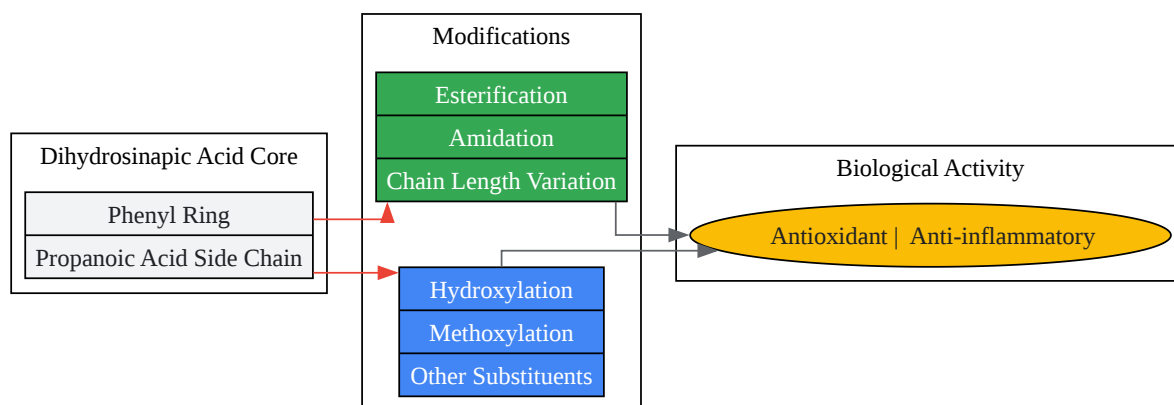 Dihydrosinapic Acid Core
Phenyl Ring
Propanoic Acid Side Chain
Modifications
Esterification
Amidation
Chain Length Variation
Hydroxylation
Methoxylation
Other Substituents
Biological Activity
Antioxidant | Anti-inflammatory